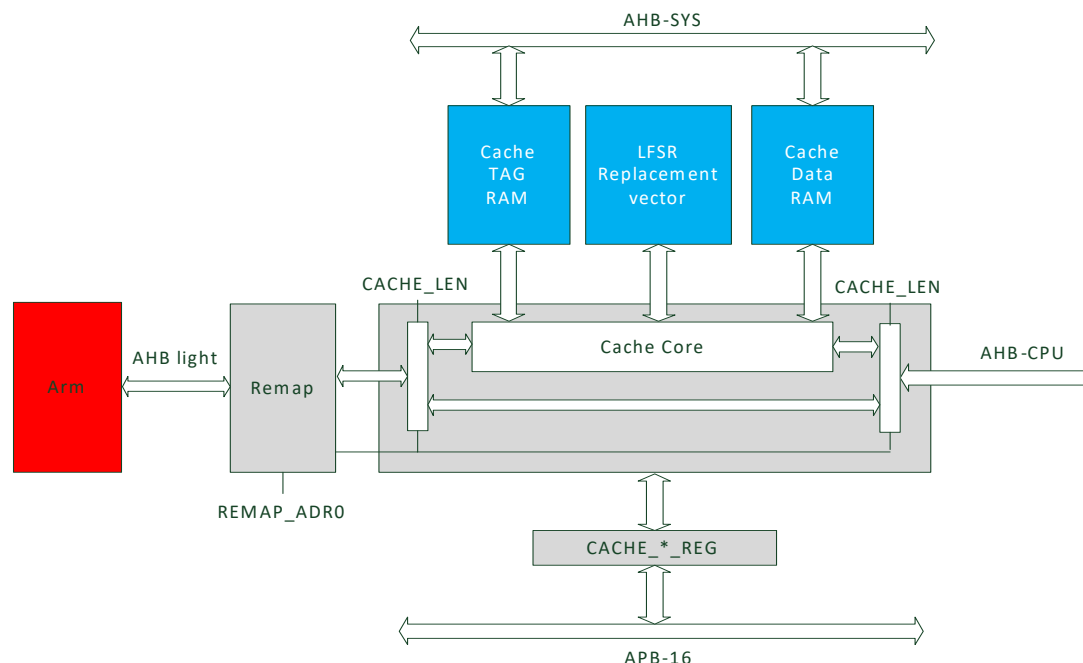 AHB-SYS
Cache
TAG
RAM
LFSR
Replacement
vector
Cache
Data
RAM
CACHE_LEN
CACHE_LEN
Arm
AHB light
Remap
Cache Core
AHB-CPU
REMAP_ADR0
CACHE_*_REG
APB-16